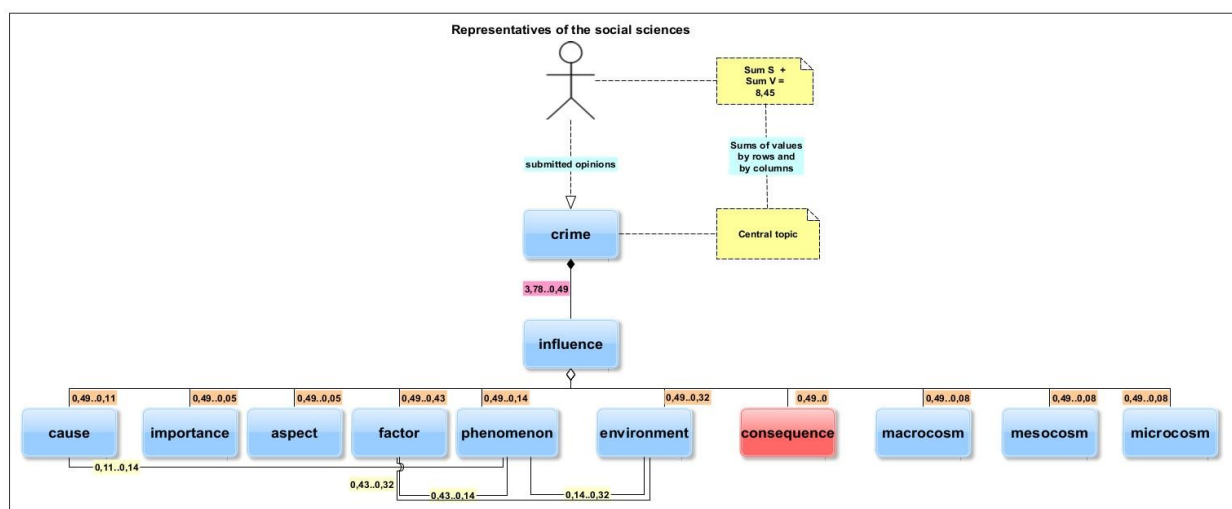 Representatives of the social sciences
Sum S +
Sum V =
8,45
submitted opinions
Sums of values
by rows and
by columns
crime
Central topic
3,78..0,49
influence
0,49..0,11
0,49..0,05
0,49..0,05
0,49..0,43
0,49..0,14
0,49..0,32
0,49..0
0,49..0,08
0,49..0,08
0,49..0,08
cause
importance
aspect
factor
phenomenon
environment
consequence
macrocosm
mesocosm
microcosm
0,11..0,14
0,43..0,32
0,43..0,14
0,14..0,32